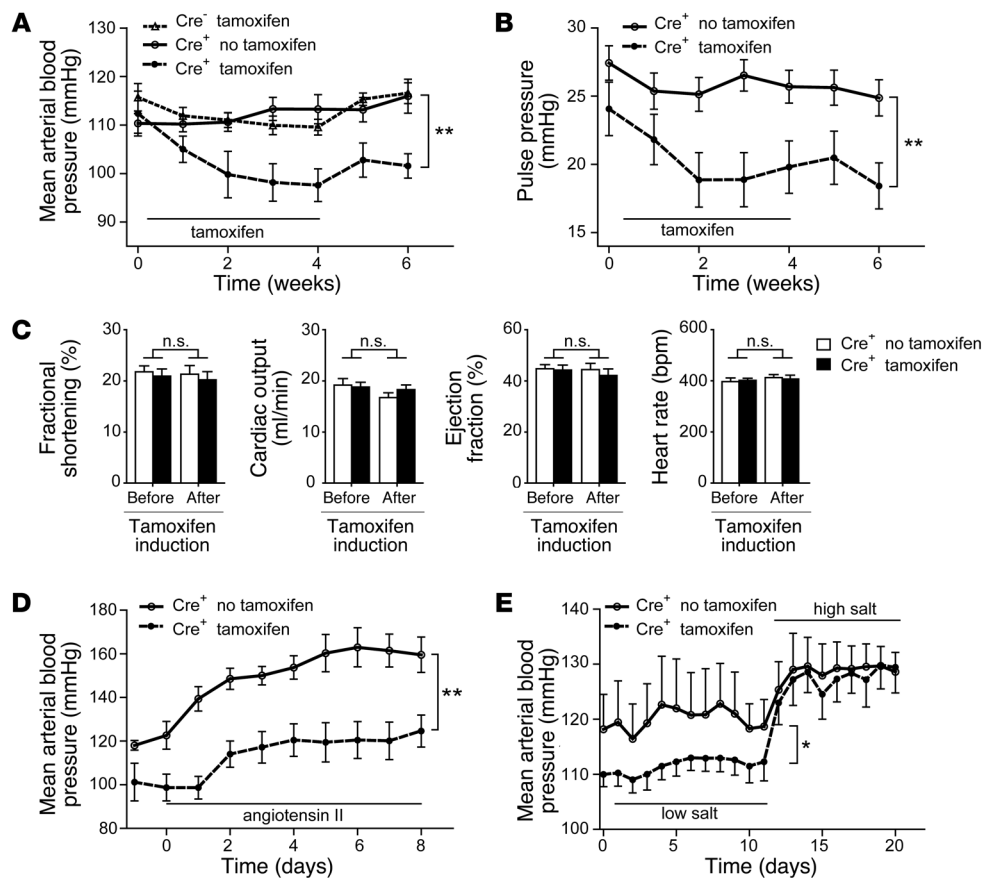 A
Cre⁻ tamoxifen
Cre⁺ no tamoxifen
Cre⁺ tamoxifen
Mean arterial blood
pressure (mmHg)
130
120
110
100
90
**
tamoxifen
0 2 4 6
Time (weeks)
B
Cre⁺ no tamoxifen
Cre⁺ tamoxifen
Pulse pressure
(mmHg)
30
25
20
15
**
tamoxifen
0 2 4 6
Time (weeks)
C
Fractional
shortening (%)
30
20
10
0
n.s.
Before After
Tamoxifen
induction
Cardiac output
(ml/min)
30
20
10
0
n.s.
Before After
Tamoxifen
induction
Ejection
fraction (%)
60
40
20
0
n.s.
Before After
Tamoxifen
induction
Heart rate (bpm)
600
400
200
0
n.s.
Before After
Tamoxifen
induction
Cre⁺ no tamoxifen
Cre⁺ tamoxifen
D
Cre⁺ no tamoxifen
Cre⁺ tamoxifen
Mean arterial blood
pressure (mmHg)
180
160
140
120
100
80
**
angiotensin II
0 2 4 6 8
Time (days)
E
Cre⁺ no tamoxifen
Cre⁺ tamoxifen
high salt
Mean arterial blood
pressure (mmHg)
140
130
120
110
100
*
low salt
0 5 10 15 20
Time (days)